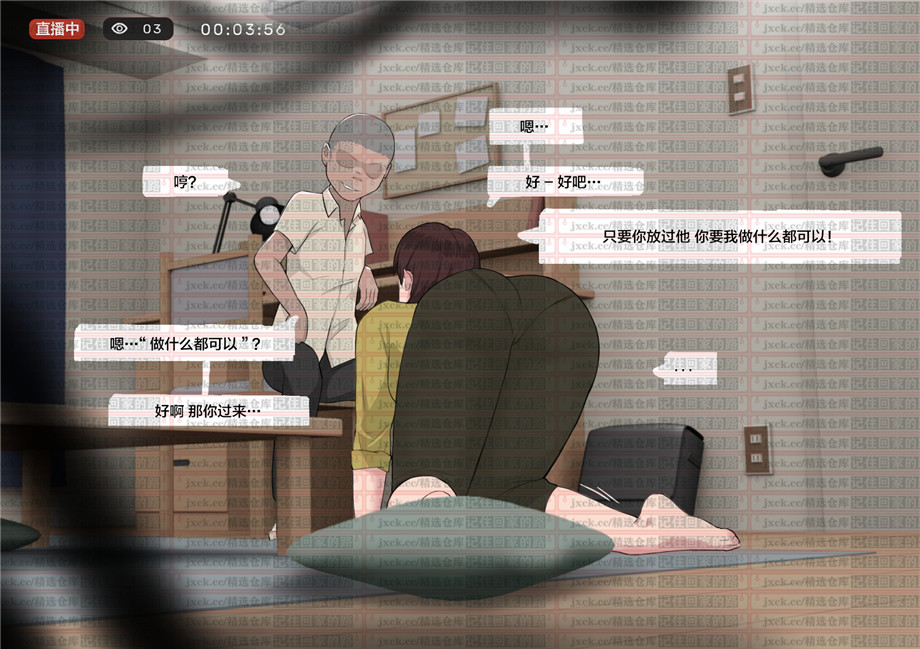 直播中 03 00:03:56
嗯…
哼?
好－好吧…
只要你放过他 你要我做什么都可以!
嗯…“做什么都可以”?
...
好啊 那你过来…
jxck.cc/精选仓库 记住回家的路